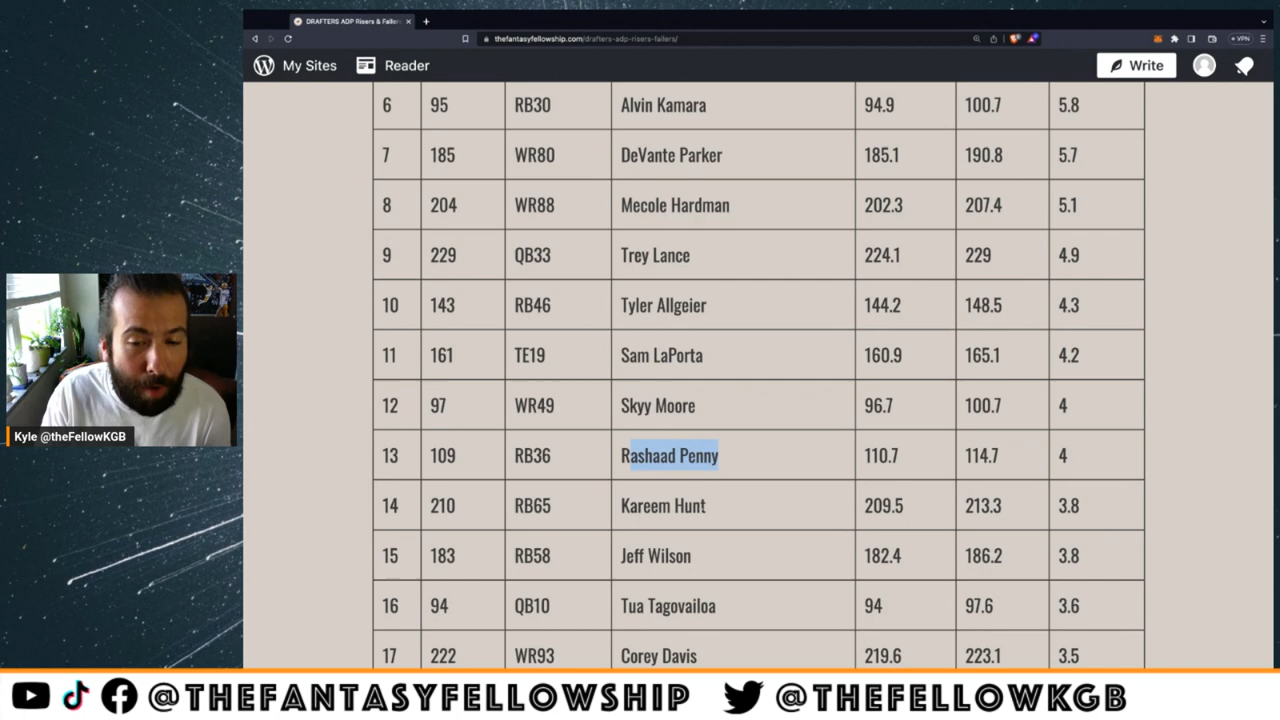 DRAFTERS ADP Risers & Fallers
thefantasyfellowship.com/drafters-adp-risers-fallers/
VPN
My Sites
Reader
Write
6 95 RB30 Alvin Kamara 94.9 100.7 5.8
7 185 WR80 DeVante Parker 185.1 190.8 5.7
8 204 WR88 Mecole Hardman 202.3 207.4 5.1
9 229 QB33 Trey Lance 224.1 229 4.9
10 143 RB46 Tyler Allgeier 144.2 148.5 4.3
11 161 TE19 Sam LaPorta 160.9 165.1 4.2
12 97 WR49 Skyy Moore 96.7 100.7 4
13 109 RB36 Rashaad Penny 110.7 114.7 4
14 210 RB65 Kareem Hunt 209.5 213.3 3.8
15 183 RB58 Jeff Wilson 182.4 186.2 3.8
16 94 QB10 Tua Tagovailoa 94 97.6 3.6
17 222 WR93 Corey Davis 219.6 223.1 3.5
Kyle @theFellowKGB
@THEFANTASYFELLOWSHIP @THEFELLOWKGB